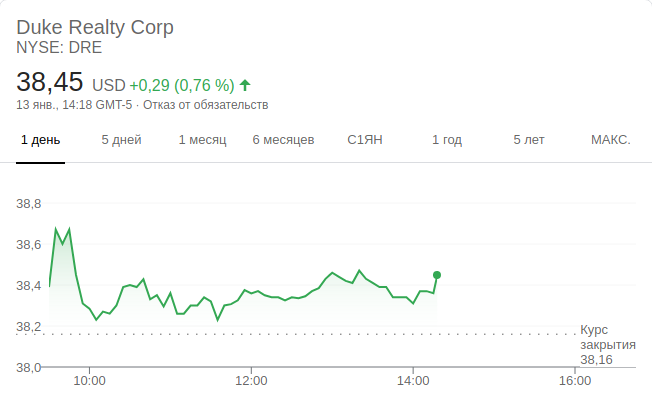 Duke Realty Corp
NYSE: DRE
38,45 USD +0,29 (0,76 %)
13 янв., 14:18 GMT-5 · Отказ от обязательств
1 день 5 дней 1 месяц 6 месяцев С1ЯН 1 год 5 лет МАКС.
38,8
38,6
38,4
38,2
38,0
Курс
закрытия
38,16
10:00 12:00 14:00 16:00